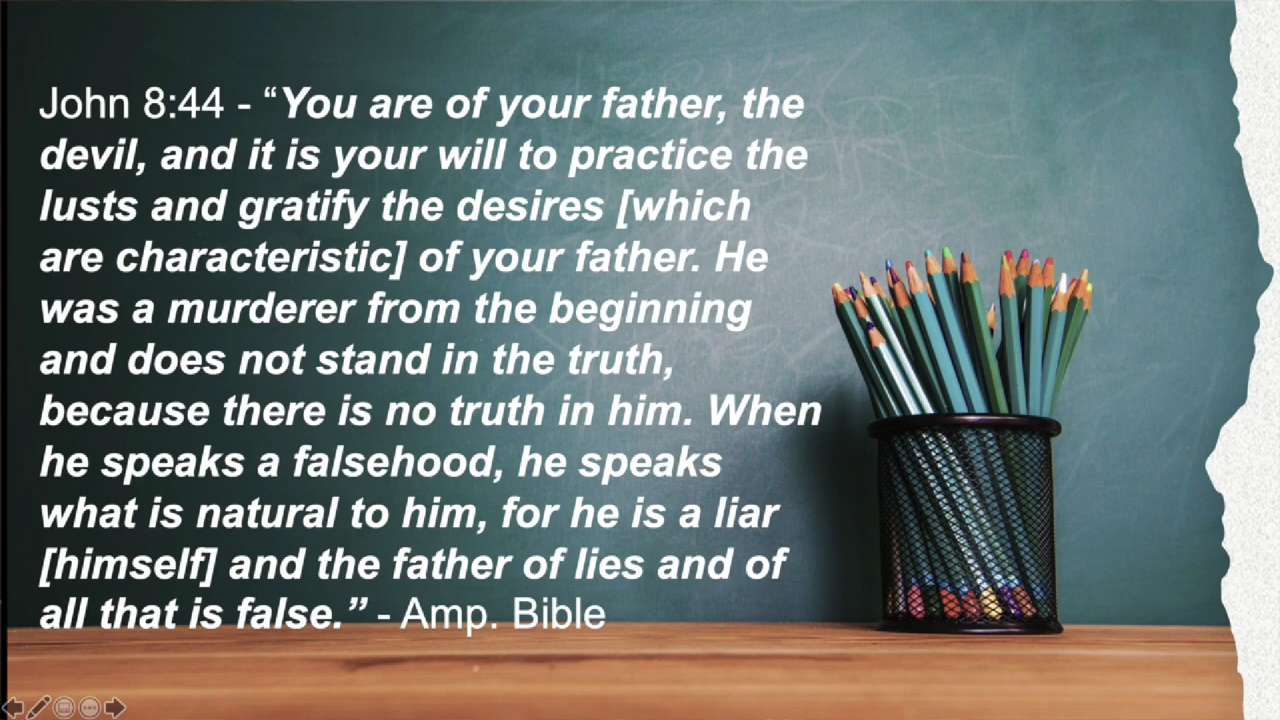 John 8:44 - “You are of your father, the
devil, and it is your will to practice the
lusts and gratify the desires [which
are characteristic] of your father. He
was a murderer from the beginning
and does not stand in the truth,
because there is no truth in him. When
he speaks a falsehood, he speaks
what is natural to him, for he is a liar
[himself] and the father of lies and of
all that is false.” - Amp. Bible